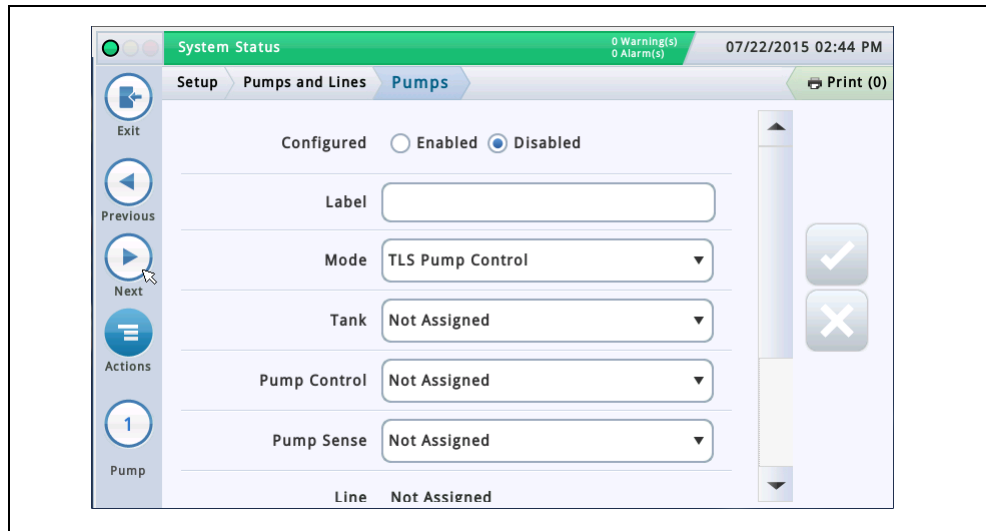 System Status
0 Warning(s)
0 Alarm(s)
07/22/2015 02:44 PM
Setup
Pumps and Lines
Pumps
Print (0)
Exit
Previous
Next
Actions
1
Pump
Configured
Enabled
Disabled
Label
Mode
TLS Pump Control
Tank
Not Assigned
Pump Control
Not Assigned
Pump Sense
Not Assigned
Line
Not Assigned